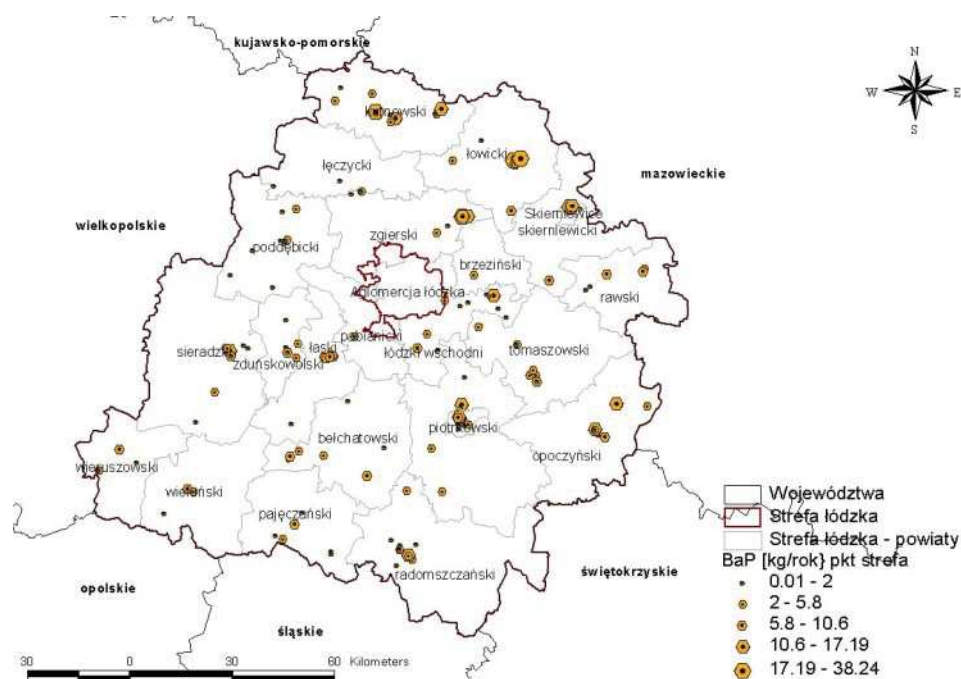 kujawsko-pomorskie
N
W E
S
kutnowski
łowicki
łęczycki
mazowieckie
wielkopolskie
Skierniewice
skierniewicki
zgierski
poddębicki
brzeziński
Aglomercja łódzka
rawski
pabianicki
sieradzki
łaski
łódzki wschodni
tomaszowski
zduńskowolski
piotrkowski
bełchatowski
opoczyński
wieruszowski
wieluński
pajęczański
radomszczański
opolskie
śląskie
świętokrzyskie
Województwa
Strefa łódzka
Strefa łódzka - powiaty
BaP [kg/rok] pkt strefa
0.01 - 2
2 - 5.8
5.8 - 10.6
10.6 - 17.19
17.19 - 38.24
30 0 30 60 Kilometers